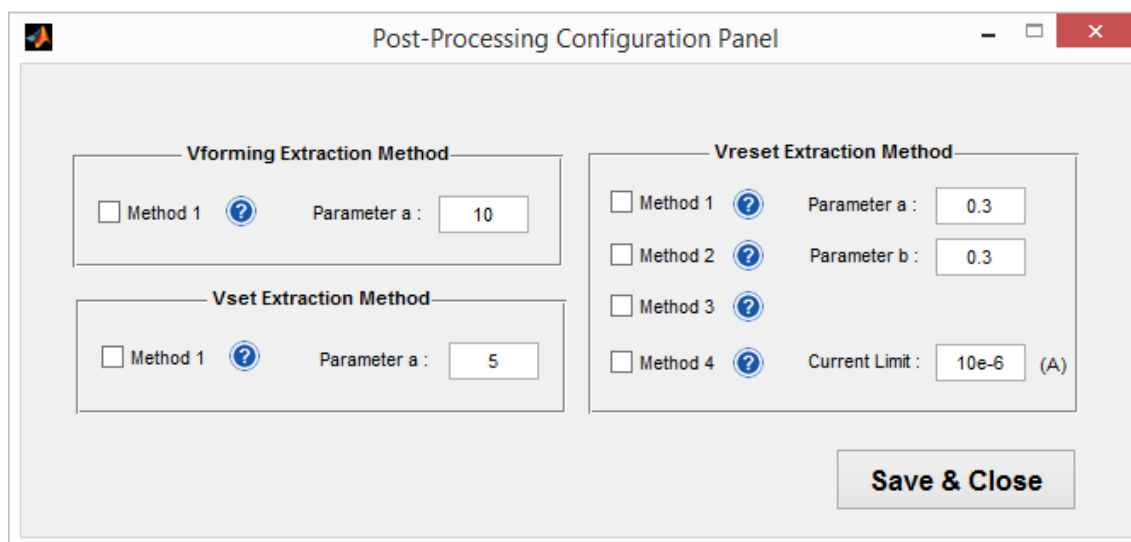 Post-Processing Configuration Panel
Vforming Extraction Method
Method 1 ? Parameter a : 10
Vset Extraction Method
Method 1 ? Parameter a : 5
Vreset Extraction Method
Method 1 ? Parameter a : 0.3
Method 2 ? Parameter b : 0.3
Method 3 ?
Method 4 ? Current Limit : 10e-6 (A)
Save & Close